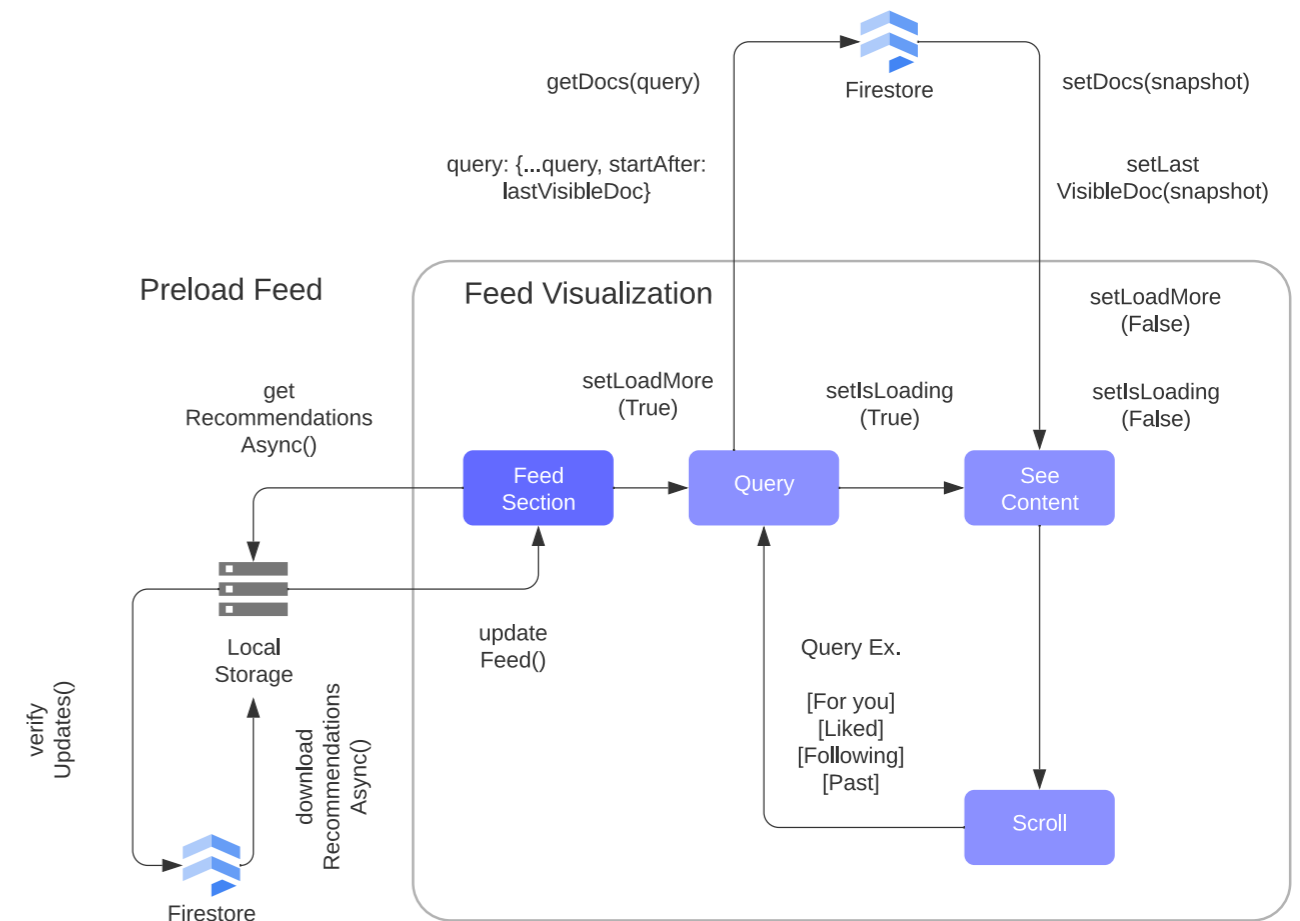 getDocs(query)
Firestore
setDocs(snapshot)
query: {...query, startAfter:
lastVisibleDoc}
setLast
VisibleDoc(snapshot)
Preload Feed
Feed Visualization
setLoadMore
(False)
get
Recommendations
Async()
setLoadMore
(True)
setIsLoading
(True)
setIsLoading
(False)
Feed
Section
Query
See
Content
Local
Storage
update
Feed()
Query Ex.
[For you]
[Liked]
[Following]
[Past]
verify
Updates()
download
Recommendations
Async()
Scroll
Firestore